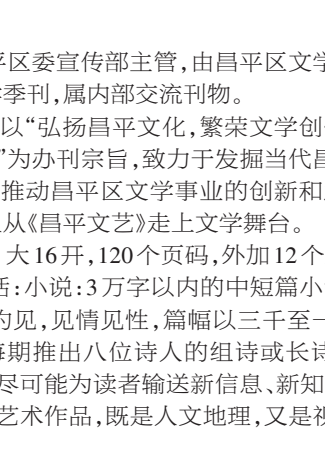 平区委宣传部主管，由昌平区文学
季刊，属内部交流刊物。
以“弘扬昌平文化，繁荣文学创
”为办刊宗旨，致力于发掘当代昌
推动昌平区文学事业的创新和
从《昌平文艺》走上文学舞台。
大16开，120个页码，外加12个
：小说：3万字以内的中短篇小
约见，见情见性，篇幅以三千至一
每期推出八位诗人的组诗或长诗
尽可能为读者输送新信息、新知
艺术作品，既是人文地理，又是视